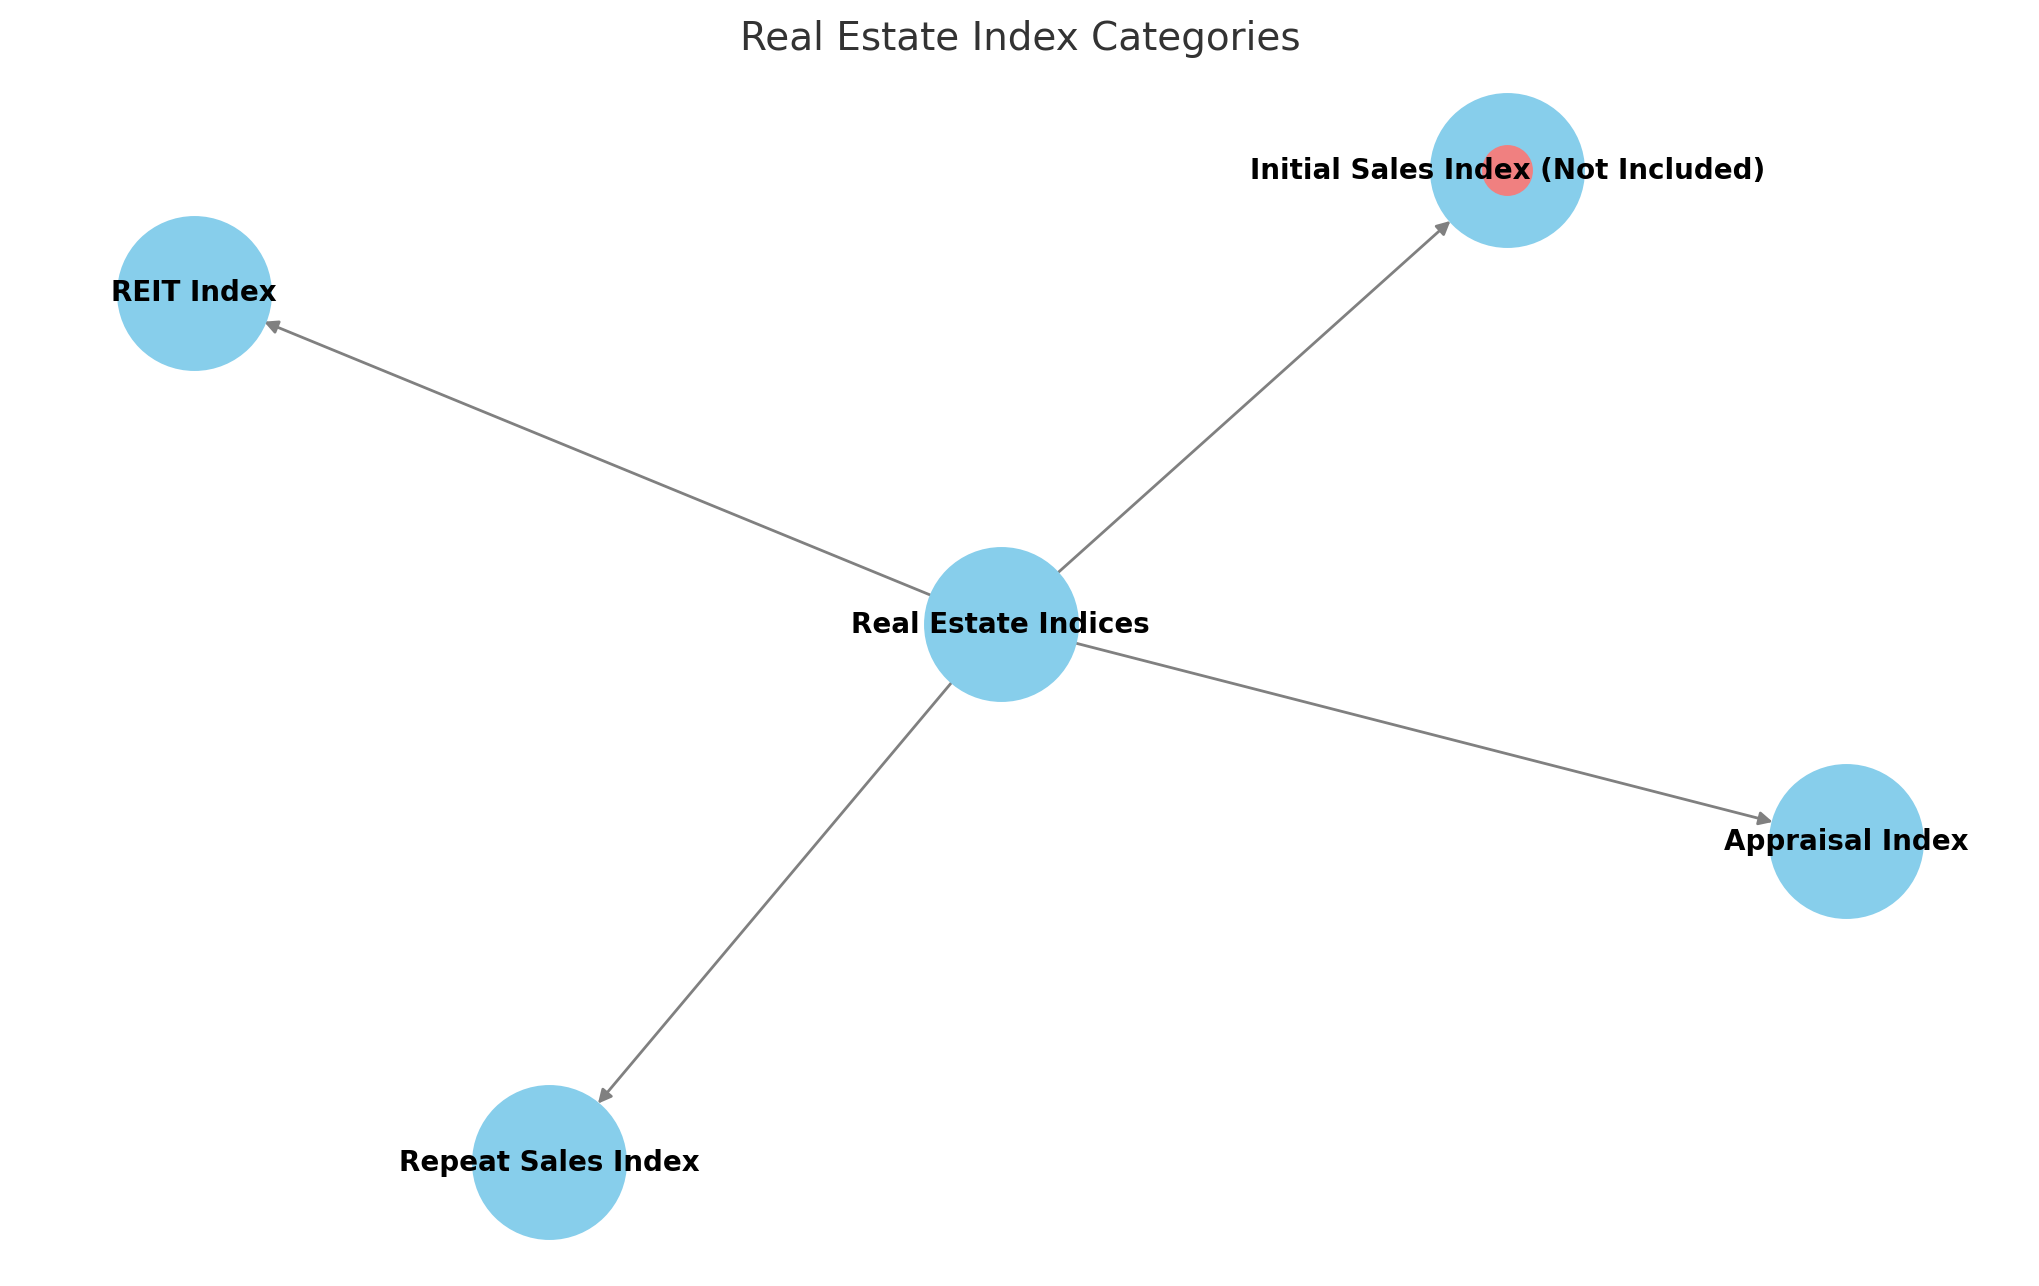 Real Estate Index Categories
Initial Sales Index (Not Included)
REIT Index
Real Estate Indices
Appraisal Index
Repeat Sales Index